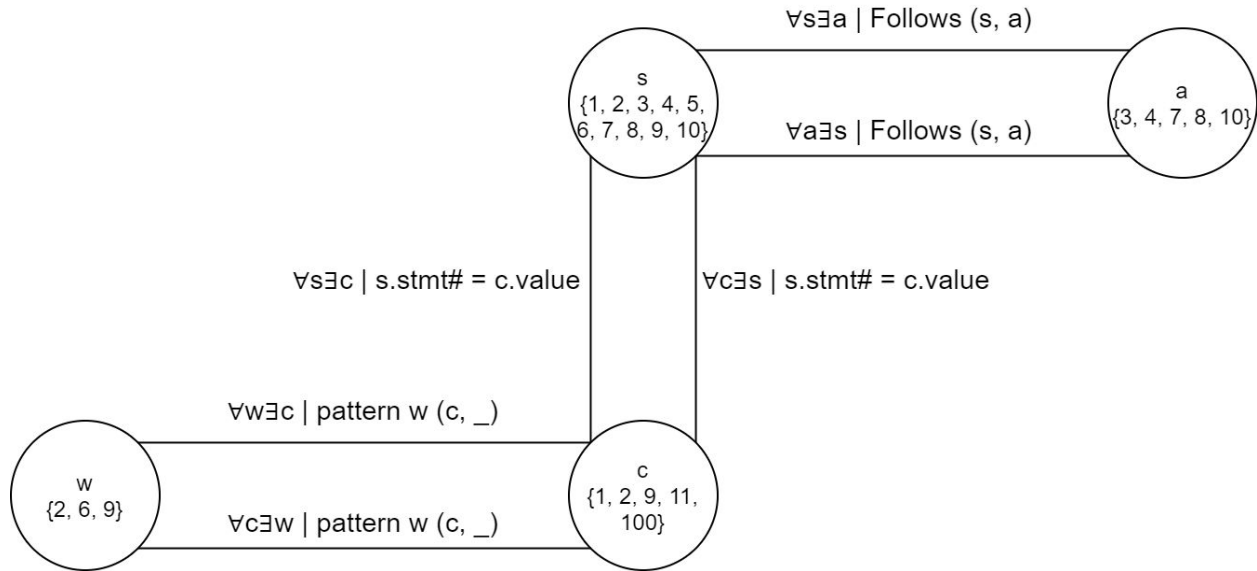 ∀s∃a | Follows (s, a)
s
{1, 2, 3, 4, 5,
6, 7, 8, 9, 10}
a
{3, 4, 7, 8, 10}
∀a∃s | Follows (s, a)
∀s∃c | s.stmt# = c.value
∀c∃s | s.stmt# = c.value
∀w∃c | pattern w (c, _)
w
{2, 6, 9}
c
{1, 2, 9, 11,
100}
∀c∃w | pattern w (c, _)